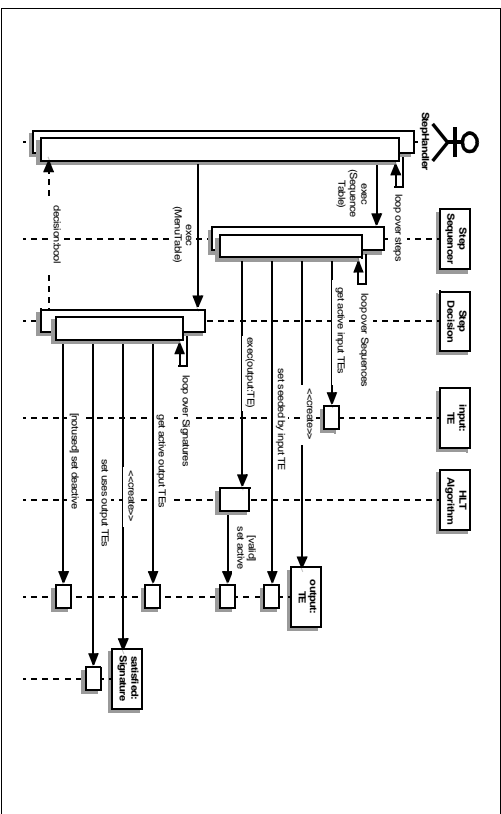 StepHandler
Step
Sequencer
Step
Decision
input:
TE
HLT
Algorithm
loop over steps
exec
(Sequence
Table)
loop over Sequences
get active input TEs
<<create>>
output:
TE
set seeded by input TE
exec(output:TE)
[valid]
set active
exec
(MenuTable)
loop over Signatures
get active output TEs
<<create>>
satisfied:
Signature
set uses output TEs
[notused] set deactive
decision:bool